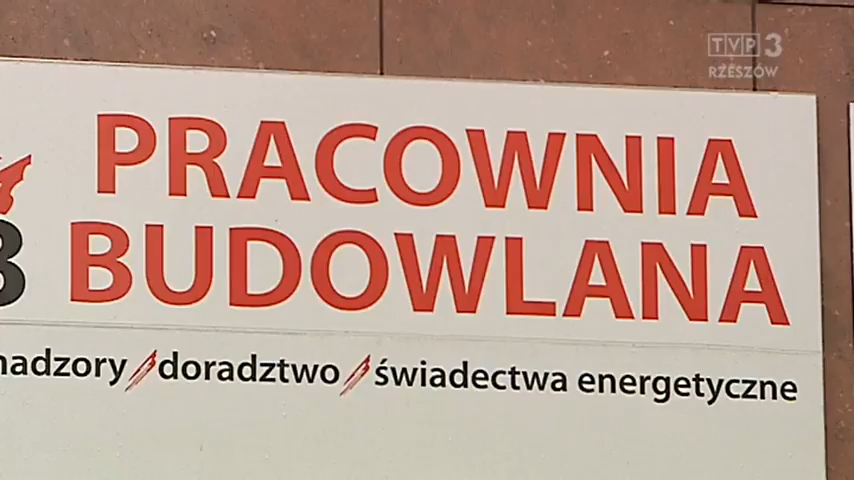 TVP3
RZESZÓW
PRACOWNIA
B BUDOWLANA
nadzory / doradztwo / świadectwa energetyczne